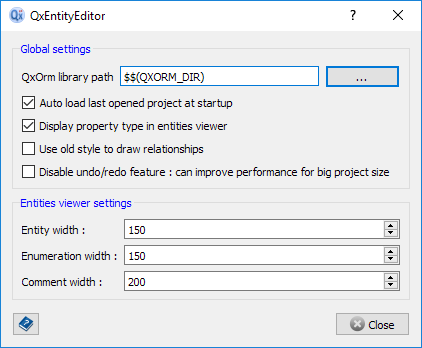 QxEntityEditor
Global settings
QxOrm library path $$(QXORM_DIR) ...
Auto load last opened project at startup
Display property type in entities viewer
Use old style to draw relationships
Disable undo/redo feature : can improve performance for big project size
Entities viewer settings
Entity width : 150
Enumeration width : 150
Comment width : 200
Close